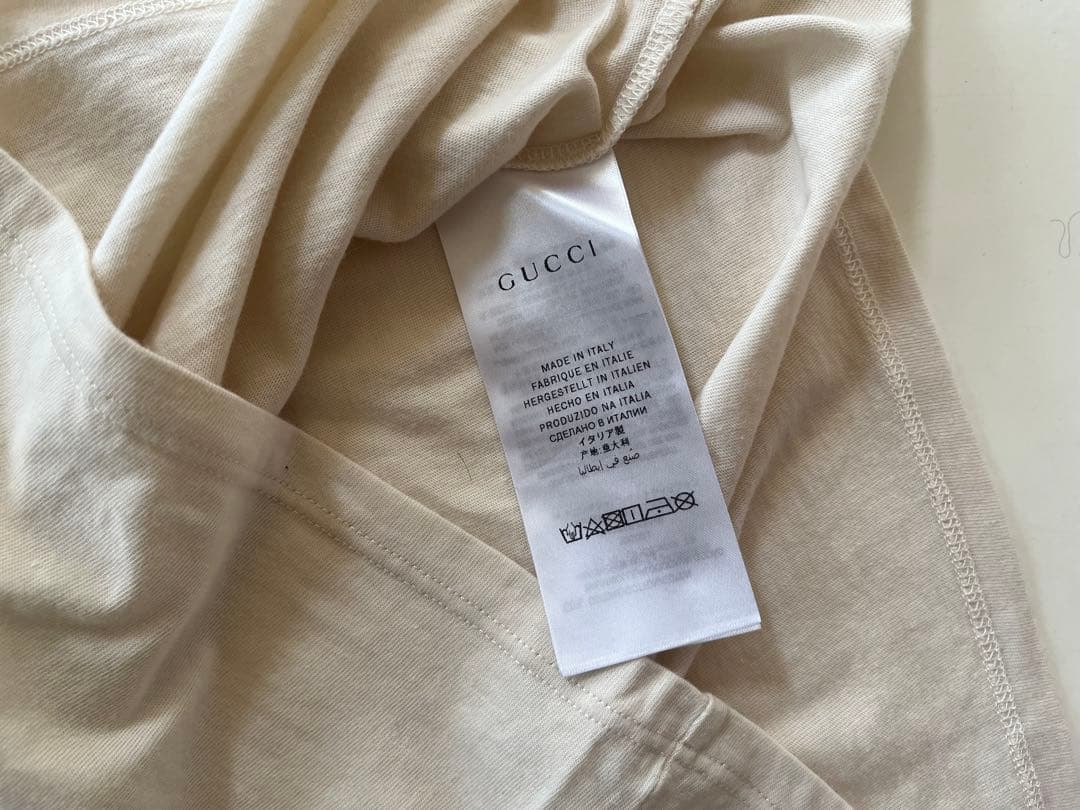 GUCCI
MADE IN ITALY
FABRIQUE EN ITALIE
HERGESTELLT IN ITALIEN
HECHO EN ITALIA
PRODUZIDO NA ITALIA
СДЕЛАНО В ИТАЛИИ
イタリア製
产地:意大利
صنع في إيطاليا